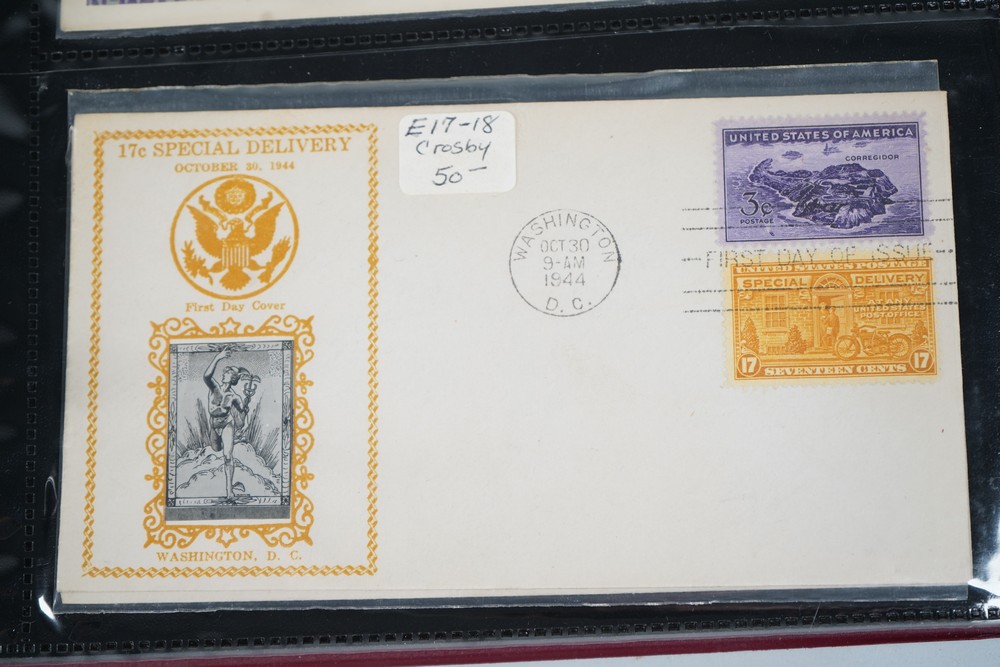 17c SPECIAL DELIVERY
OCTOBER 30, 1944
First Day Cover
WASHINGTON, D. C.
E17-18
Crosby
50-
WASHINGTON
OCT 30
9-AM
1944
D. C.
UNITED STATES OF AMERICA
CORREGIDOR
3c
POSTAGE
FIRST DAY OF ISSUE
UNITED STATES POSTAGE
SPECIAL DELIVERY
UNITED STATES
POST OFFICE
17 SEVENTEEN CENTS 17